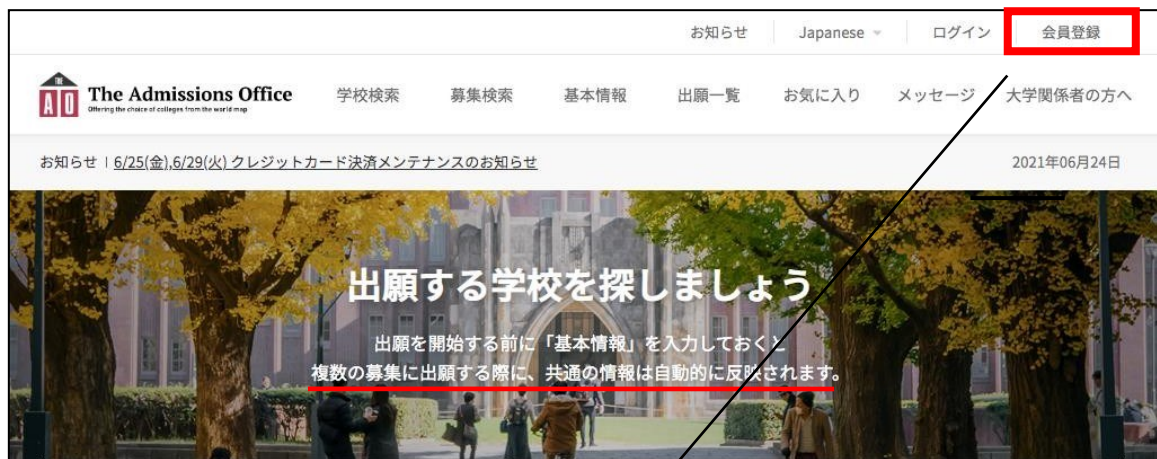 お知らせ Japanese ログイン 会員登録
THE
AO The Admissions Office
Offering the choice of colleges from the world map
学校検索 募集検索 基本情報 出願一覧 お気に入り メッセージ 大学関係者の方へ
お知らせ | 6/25(金),6/29(火) クレジットカード決済メンテナンスのお知らせ 2021年06月24日
出願する学校を探しましょう
出願を開始する前に「基本情報」を入力しておくと
複数の募集に出願する際に、共通の情報は自動的に反映されます。